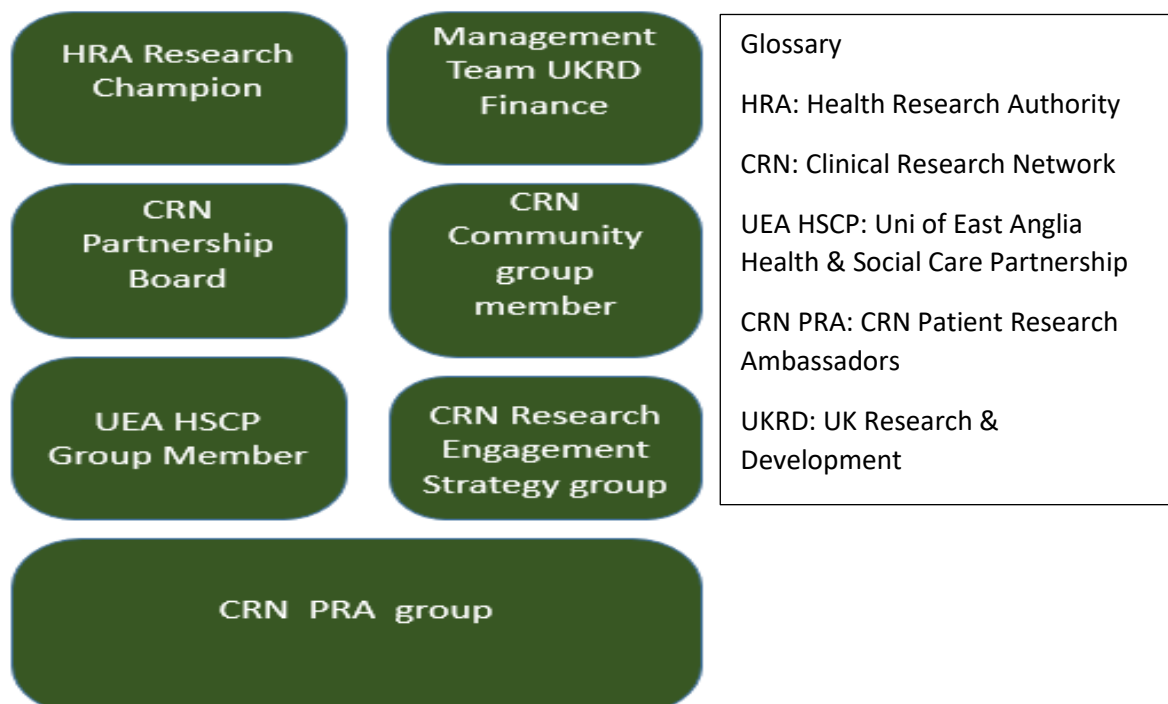 HRA Research
Champion
Management
Team UKRD
Finance
CRN
Partnership
Board
CRN
Community
group
member
UEA HSCP
Group Member
CRN Research
Engagement
Strategy group
CRN PRA group
Glossary
HRA: Health Research Authority
CRN: Clinical Research Network
UEA HSCP: Uni of East Anglia
Health & Social Care Partnership
CRN PRA: CRN Patient Research
Ambassadors
UKRD: UK Research &
Development